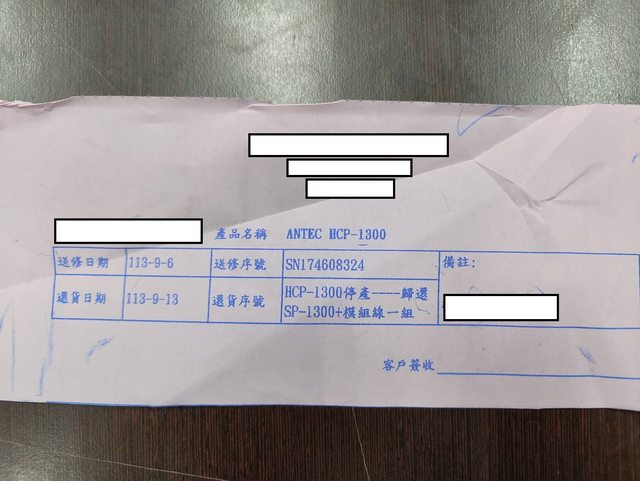 產品名稱 ANTEC HCP-1300
送修日期 113-9-6 送修序號 SN174608324 備註:
還貨日期 113-9-13 還貨序號 HCP-1300停產----歸還
SP-1300+模組線一組
客戶簽收